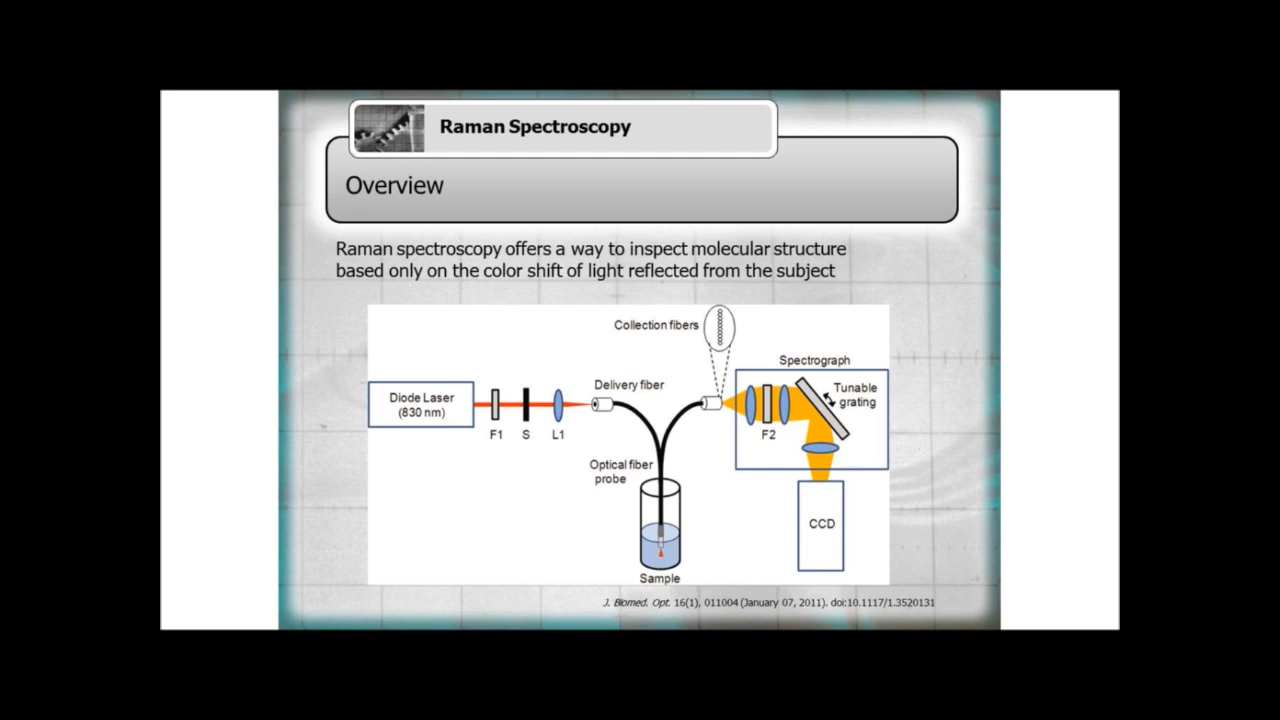 Raman Spectroscopy
Overview
Raman spectroscopy offers a way to inspect molecular structure
based only on the color shift of light reflected from the subject
Collection fibers
Spectrograph
Diode Laser
(830 nm)
Delivery fiber
Tunable
grating
F1
S
L1
F2
Optical fiber
probe
CCD
Sample
J. Biomed. Opt. 16(1), 011004 (January 07, 2011). doi:10.1117/1.3520131